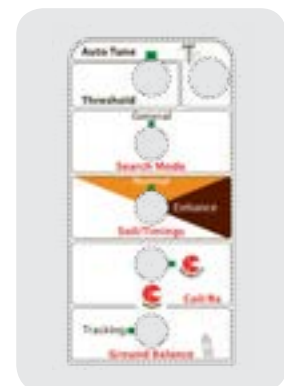 Auto Tune
Threshold
General
Search Mode
Normal
Enhance
Soil/Timings
Coil/Rx
Tracking
Ground Balance